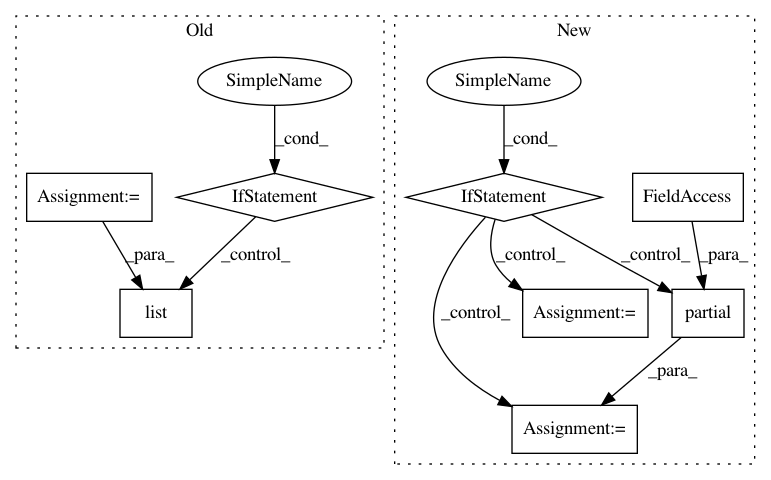 Old
New
SimpleName
SimpleName
_cond_
_cond_
Assignment:=
IfStatement
IfStatement
FieldAccess
_para_
_control_
_control_
_control_
_para_
_control_
list
Assignment:=
partial
_para_
Assignment:=